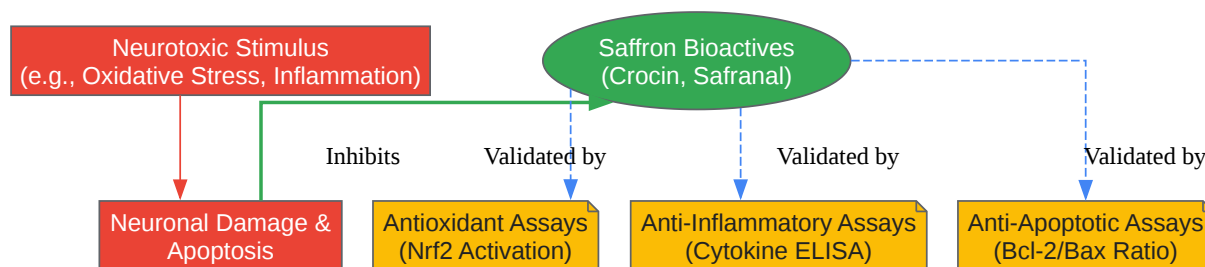 Neurotoxic Stimulus
(e.g., Oxidative Stress, Inflammation)
Saffron Bioactives
(Crocin, Safranal)
Inhibits
Validated by
Validated by
Validated by
Neuronal Damage &
Apoptosis
Antioxidant Assays
(Nrf2 Activation)
Anti-Inflammatory Assays
(Cytokine ELISA)
Anti-Apoptotic Assays
(Bcl-2/Bax Ratio)